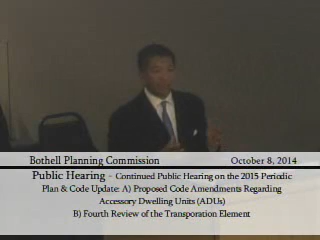 Bothell Planning Commission October 8, 2014
Public Hearing - Continued Public Hearing on the 2015 Periodic
Plan & Code Update: A) Proposed Code Amendments Regarding
Accessory Dwelling Units (ADUs)
B) Fourth Review of the Transporation Element